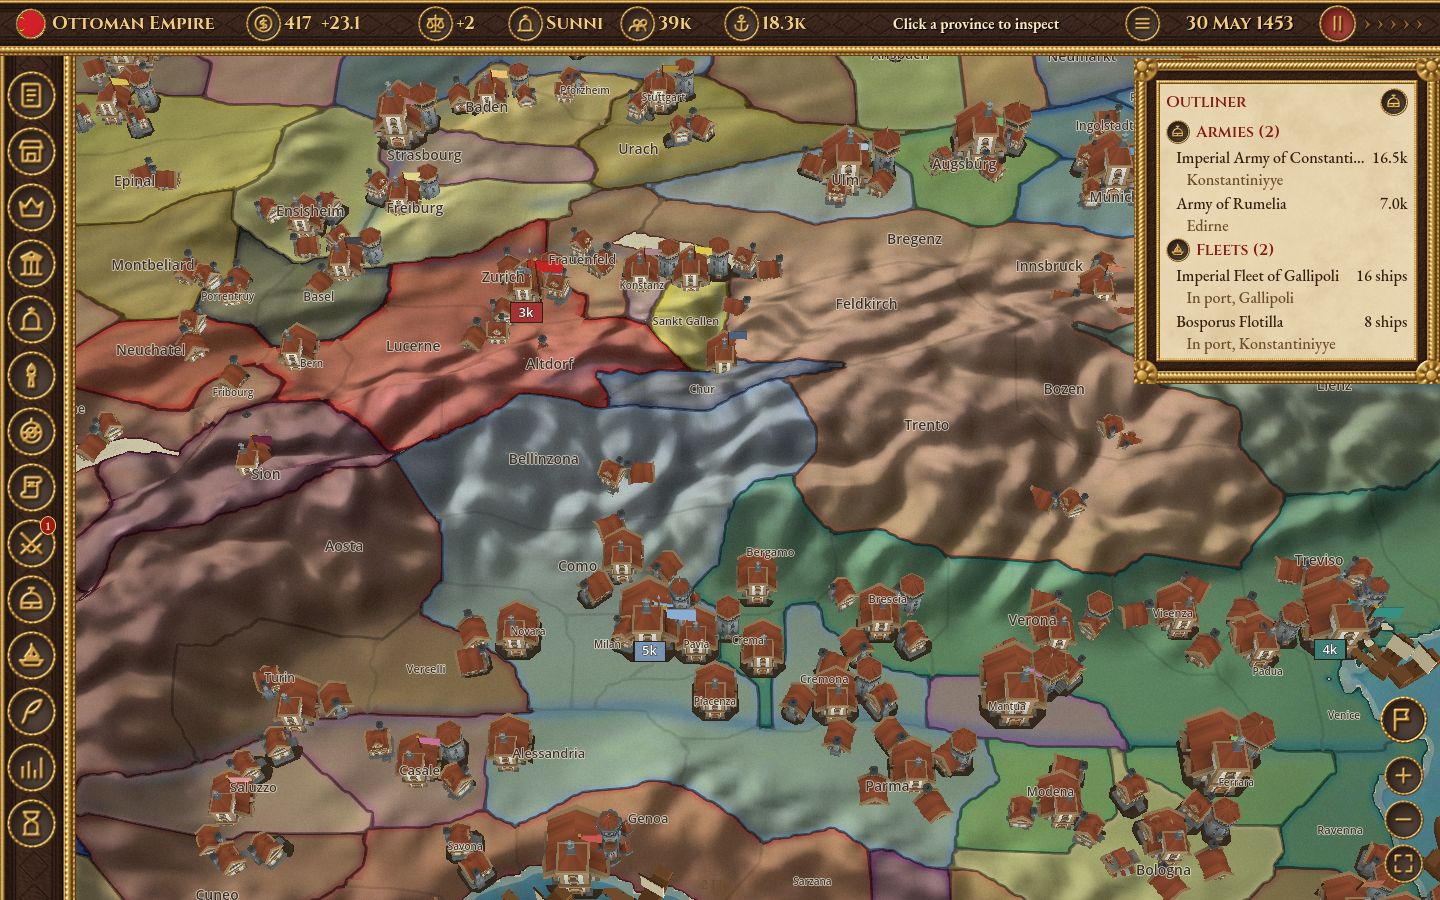 OTTOMAN EMPIRE 417 +23.1 +2 SUNNI 39K 18.3K Click a province to inspect 30 MAY 1453
OUTLINER
ARMIES (2)
Imperial Army of Constanti... 16.5k
Konstantiniyye
Army of Rumelia 7.0k
Edirne
FLEETS (2)
Imperial Fleet of Gallipoli 16 ships
In port, Gallipoli
Bosporus Flotilla 8 ships
In port, Konstantiniyye
1
Neumarkt
Pforzheim
Stuttgart
Baden
Ingolstadt
Strasbourg
Urach
Augsburg
Epinal
Ulm
Munich
Ensisheim
Freiburg
Bregenz
Montbeliard
Frauenfeld
Innsbruck
Zurich
Konstanz
Porrentruy
Basel
Feldkirch
3k
Sankt Gallen
Neuchatel
Lucerne
Bern
Altdorf
Fribourg
Chur
Bozen
Lienz
Trento
Bellinzona
Sion
Aosta
Bergamo
Como
Treviso
Brescia
Vicenza
Verona
Novara
Milan
5k
Pavia
Crema
4k
Vercelli
Padua
Turin
Cremona
Piacenza
Mantua
Venice
Alessandria
Casale
Saluzzo
Parma
Modena
Ferrara
Genoa
Ravenna
Savona
Bologna
Sarzana
Cuneo